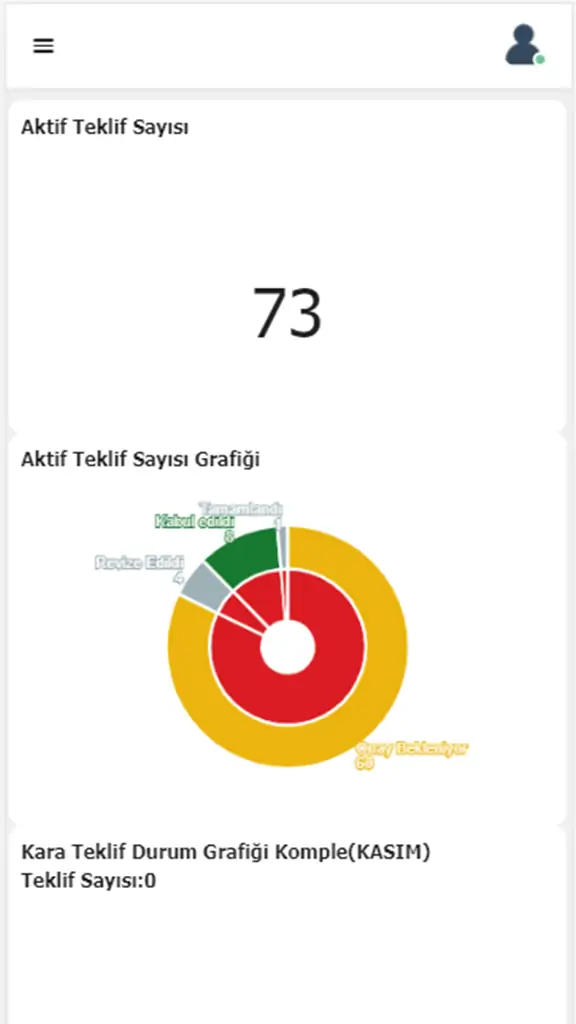 Aktif Teklif Sayısı
73
Aktif Teklif Sayısı Grafiği
Tamamlandı
1
Kabul edildi
8
Revize Edildi
4
Onay Bekleniyor
60
Kara Teklif Durum Grafiği Komple(KASIM)
Teklif Sayısı:0